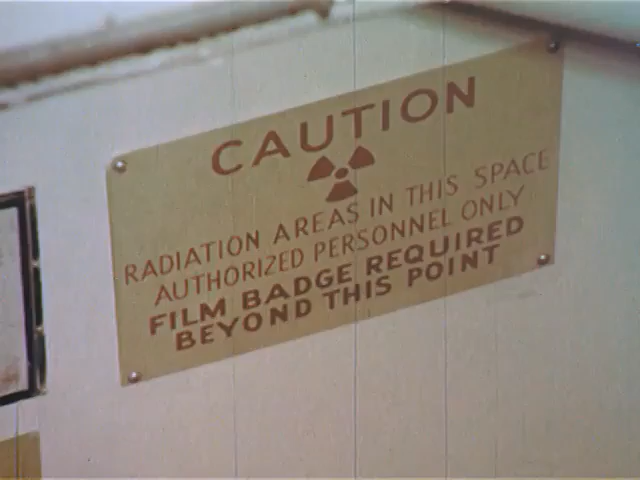 CAUTION
RADIATION AREAS IN THIS SPACE
AUTHORIZED PERSONNEL ONLY
FILM BADGE REQUIRED
BEYOND THIS POINT